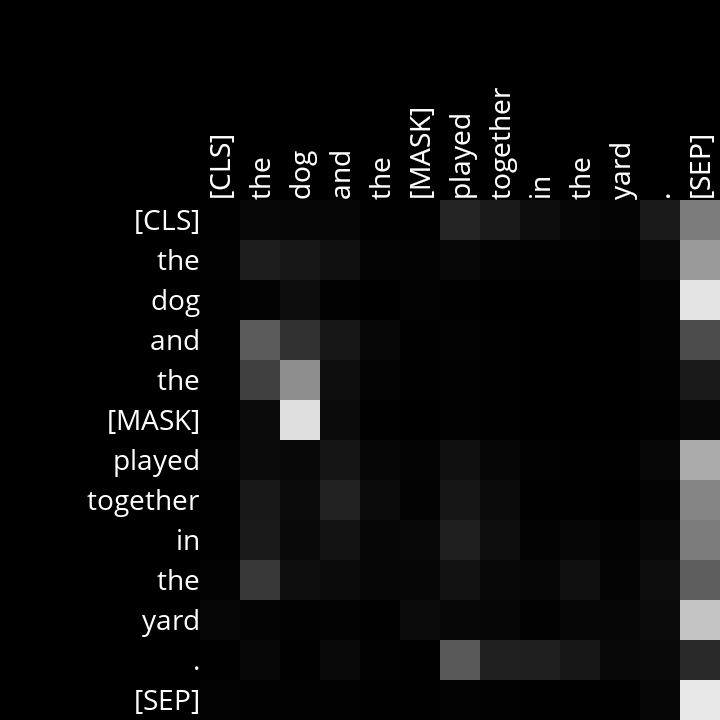 [CLS] the dog and the [MASK] played together in the yard . [SEP]
[CLS]
the
dog
and
the
[MASK]
played
together
in
the
yard
.
[SEP]